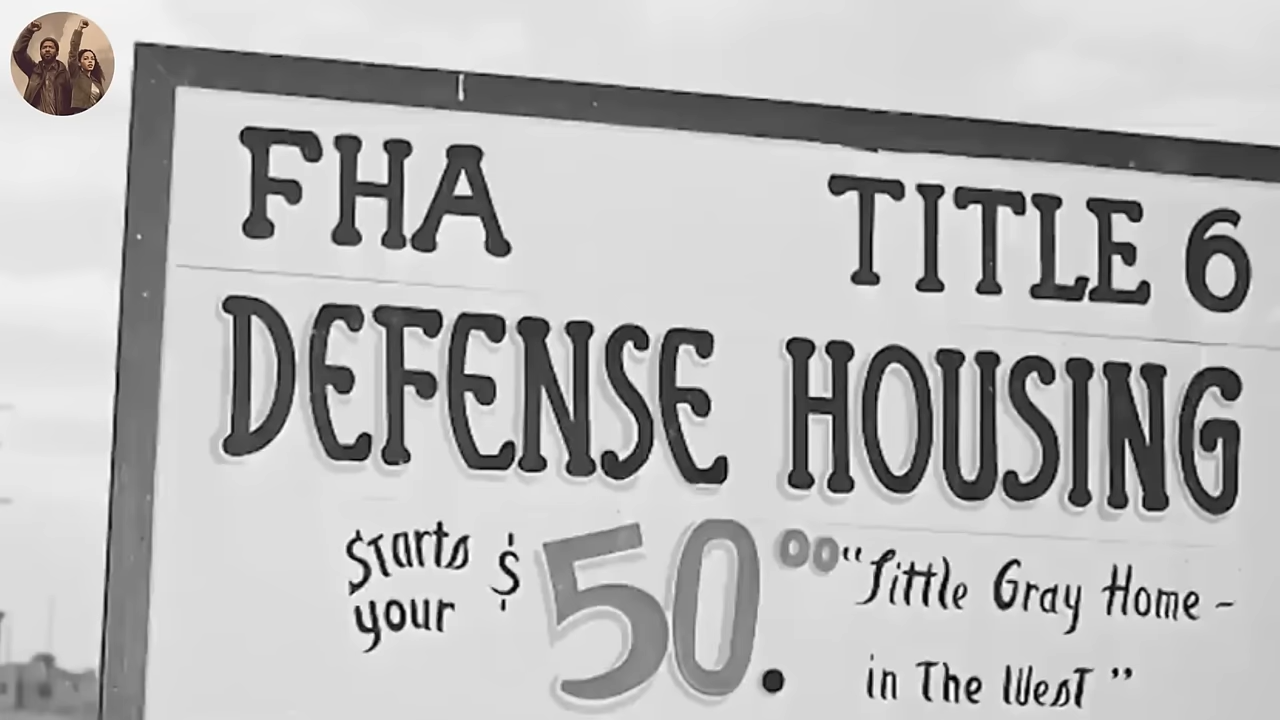 FHA TITLE 6
DEFENSE HOUSING
Starts your $50.00 "Little Gray Home -
in The West"